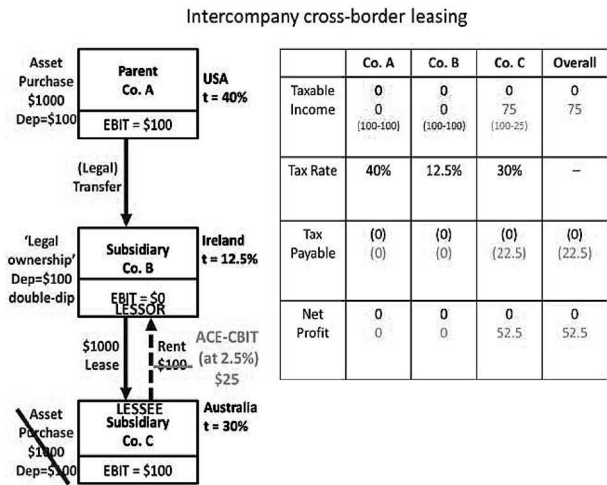 Intercompany cross-border leasing
Asset
Purchase
$1000
Dep=$100
Parent
Co. A
EBIT = $100
USA
t = 40%
(Legal)
Transfer
'Legal
ownership'
Dep=$100
double-dip
Subsidiary
Co. B
EBIT = $0
LESSOR
Ireland
t = 12.5%
$1000
Lease
Rent
$100
ACE-CBIT
(at 2.5%)
$25
Asset
Purchase
$1000
Dep=$100
LESSEE
Subsidiary
Co. C
EBIT = $100
Australia
t = 30%
Co. A Co. B Co. C Overall
Taxable 0 0 0 0
Income 0 0 75 75
(100-100) (100-100) (100-25)
Tax Rate 40% 12.5% 30% –
Tax (0) (0) (0) (0)
Payable (0) (0) (22.5) (22.5)
Net 0 0 0 0
Profit 0 0 52.5 52.5